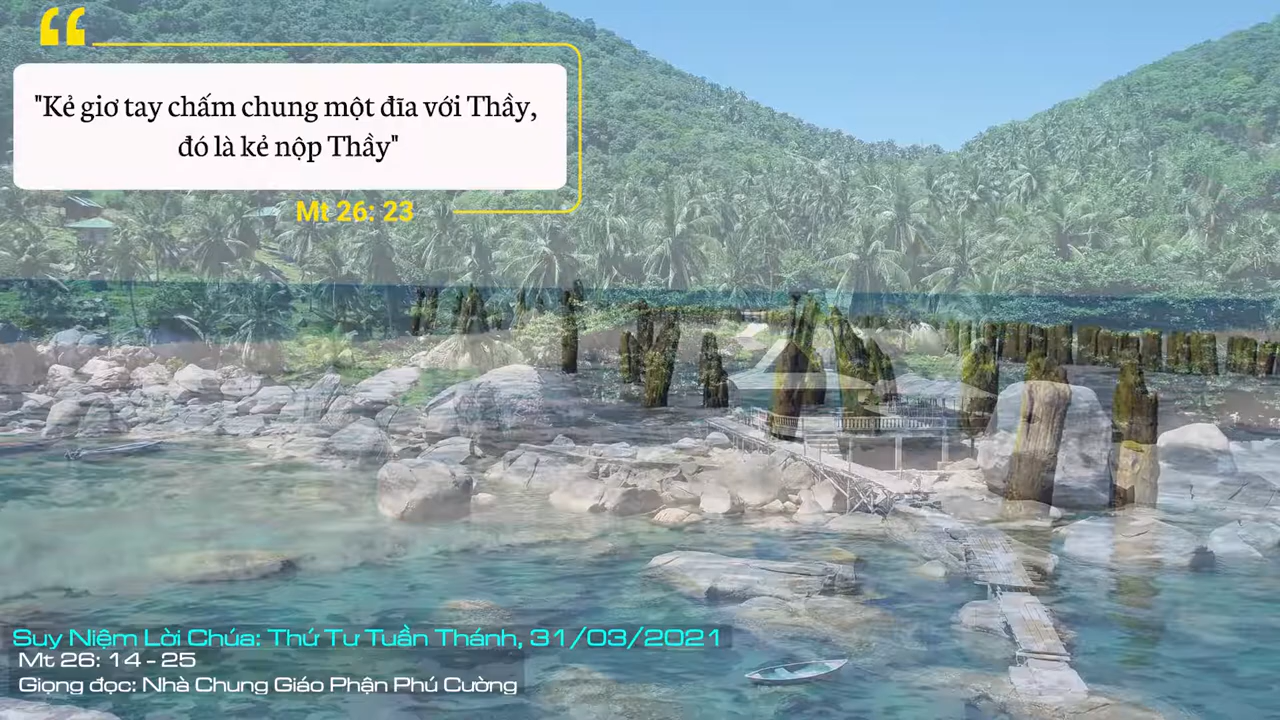 "Kẻ giơ tay chấm chung một đĩa với Thầy,
đó là kẻ nộp Thầy"
Mt 26: 23
Suy Niệm Lời Chúa: Thứ Tư Tuần Thánh, 31/03/2021
Mt 26: 14 - 25
Giọng đọc: Nhà Chung Giáo Phận Phú Cường